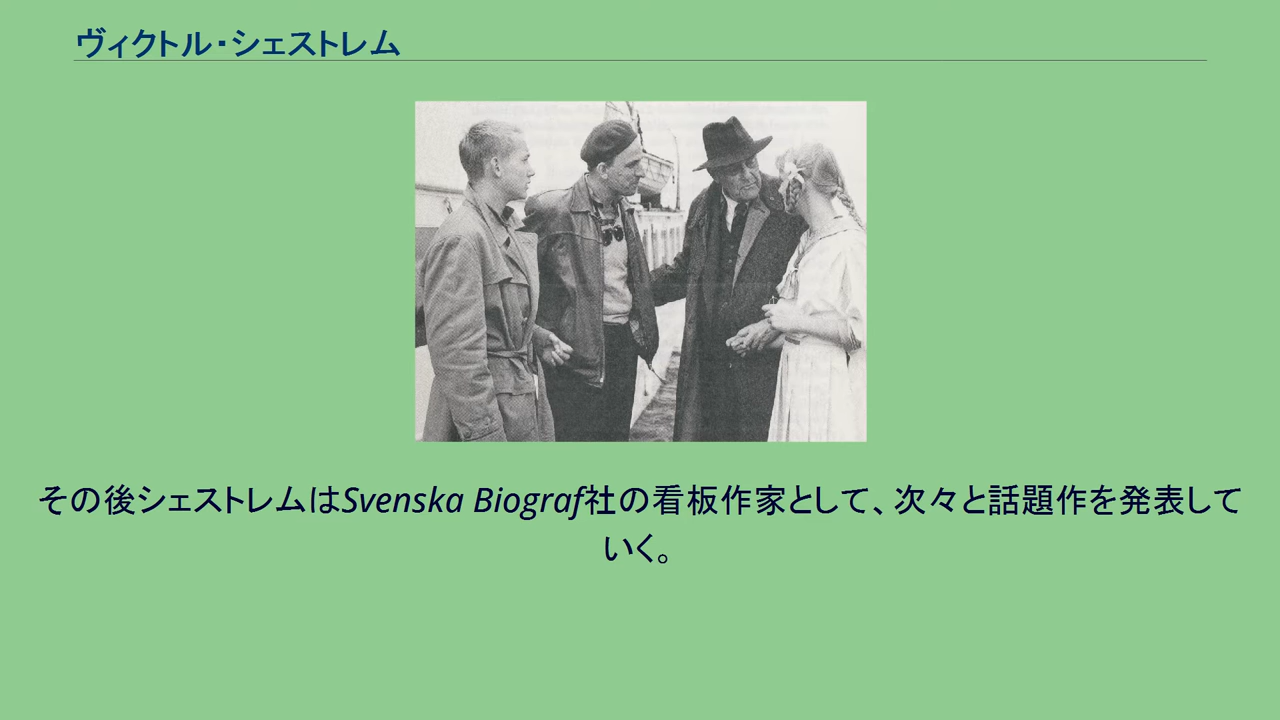 ヴィクトル・シェストレム
その後シェストレムはSvenska Biograf社の看板作家として、次々と話題作を発表して
いく。